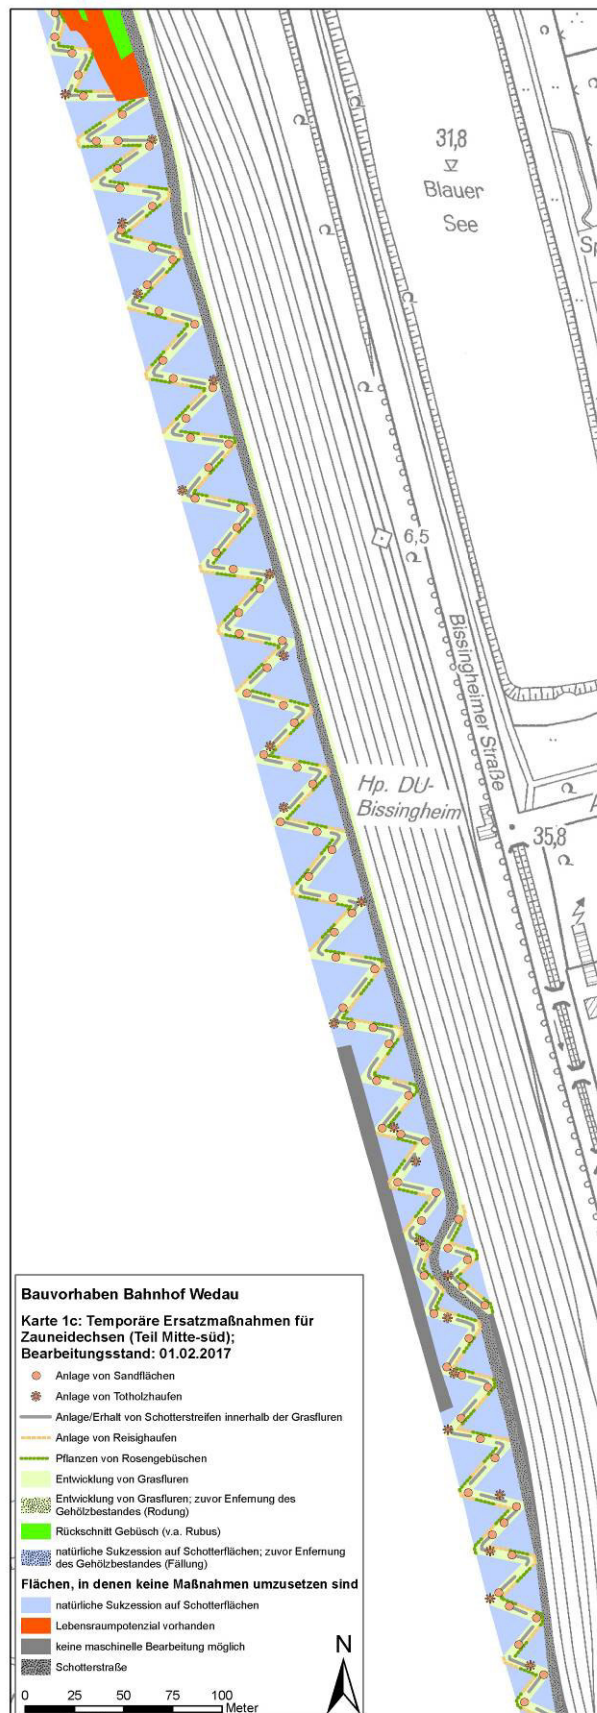 31,8
Blauer
See
6,5
Bissingheimer Straße
Hp. DU-
Bissingheim
35,8
Bauvorhaben Bahnhof Wedau
Karte 1c: Temporäre Ersatzmaßnahmen für
Zauneidechsen (Teil Mitte-süd);
Bearbeitungsstand: 01.02.2017
Anlage von Sandflächen
Anlage von Totholzhaufen
Anlage/Erhalt von Schotterstreifen innerhalb der Grasfluren
Anlage von Reisighaufen
Pflanzen von Rosengebüschen
Entwicklung von Grasfluren
Entwicklung von Grasfluren; zuvor Enfernung des
Gehölzbestandes (Rodung)
Rückschnitt Gebüsch (v.a. Rubus)
natürliche Sukzession auf Schotterflächen; zuvor Enfernung
des Gehölzbestandes (Fällung)
Flächen, in denen keine Maßnahmen umzusetzen sind
natürliche Sukzession auf Schotterflächen
Lebensraumpotenzial vorhanden
keine maschinelle Bearbeitung möglich
Schotterstraße
N
0 25 50 100
Meter